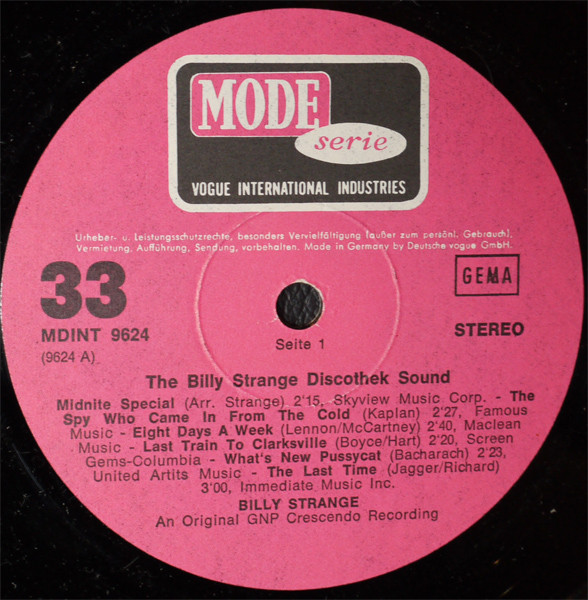 MODE
serie
VOGUE INTERNATIONAL INDUSTRIES
Urheber- u. Leistungsschutzrechte, besonders Vervielfältigung (außer zum persönl. Gebrauch),
Vermietung, Aufführung, Sendung, vorbehalten. Made in Germany by Deutsche vogue GmbH.
33
GEMA
MDINT 9624
STEREO
(9624 A)
Seite 1
The Billy Strange Discothek Sound
Midnite Special (Arr. Strange) 2'15, Skyview Music Corp. - The
Spy Who Came In From The Cold (Kaplan) 2'27, Famous
Music - Eight Days A Week (Lennon/McCartney) 2'40, Maclean
Music - Last Train To Clarksville (Boyce/Hart) 2'20, Screen
Gems-Columbia - What's New Pussycat (Bacharach) 2'23,
United Artits Music - The Last Time (Jagger/Richard)
3'00, Immediate Music Inc.
BILLY STRANGE
An Original GNP Crescendo Recording